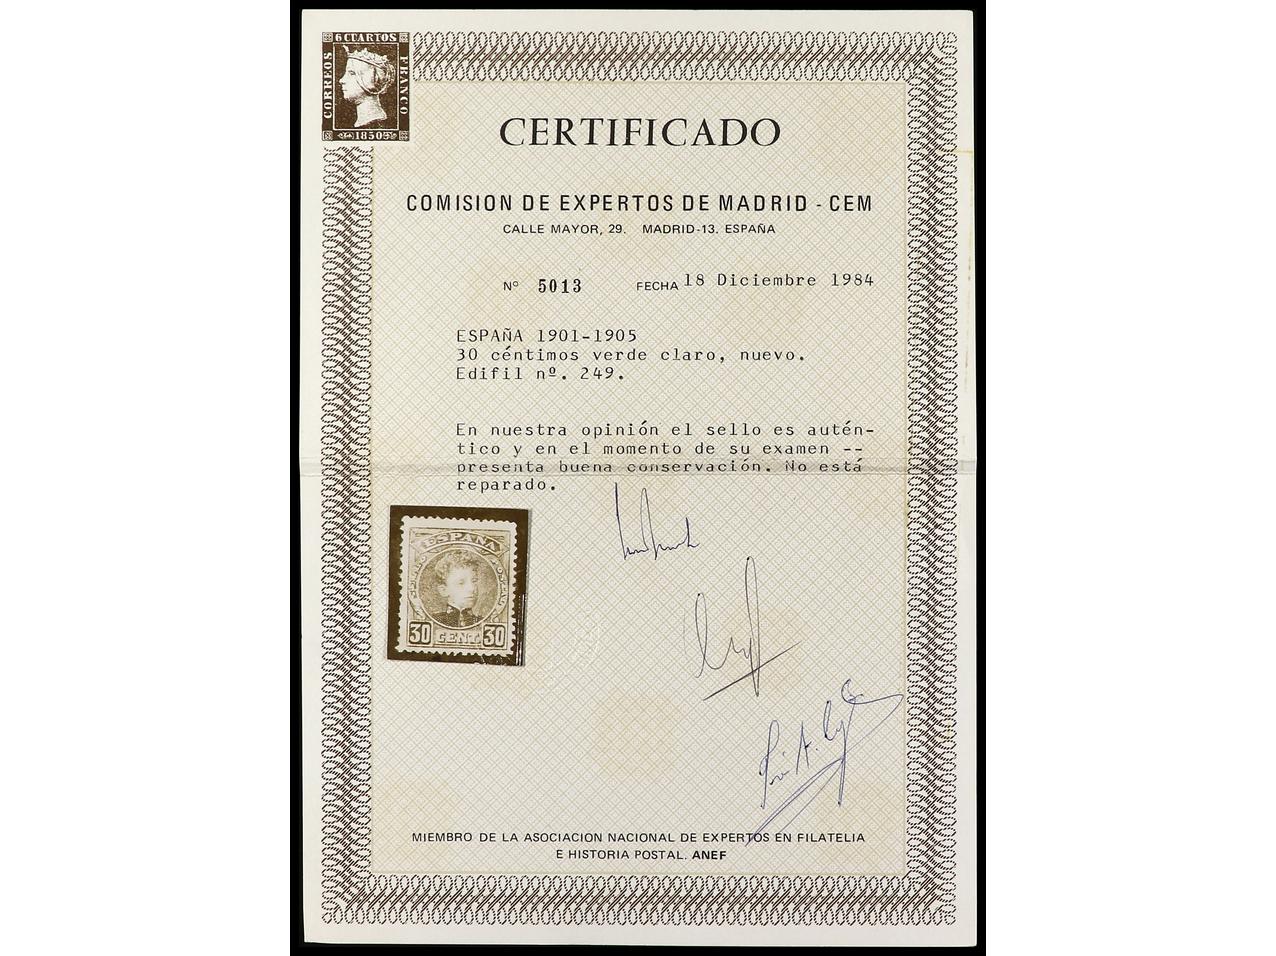 6 CUARTOS
CORREOS
FRANCO
1850
CERTIFICADO
COMISION DE EXPERTOS DE MADRID - CEM
CALLE MAYOR, 29. MADRID-13. ESPAÑA
Nº 5013 FECHA 18 Diciembre 1984
ESPAÑA 1901-1905
30 céntimos verde claro, nuevo.
Edifil nº. 249.
En nuestra opinión el sello es autén-
tico y en el momento de su examen --
presenta buena conservación. No está
reparado.
ESPAÑA
30 CENT. 30
MIEMBRO DE LA ASOCIACION NACIONAL DE EXPERTOS EN FILATELIA
E HISTORIA POSTAL. ANEF